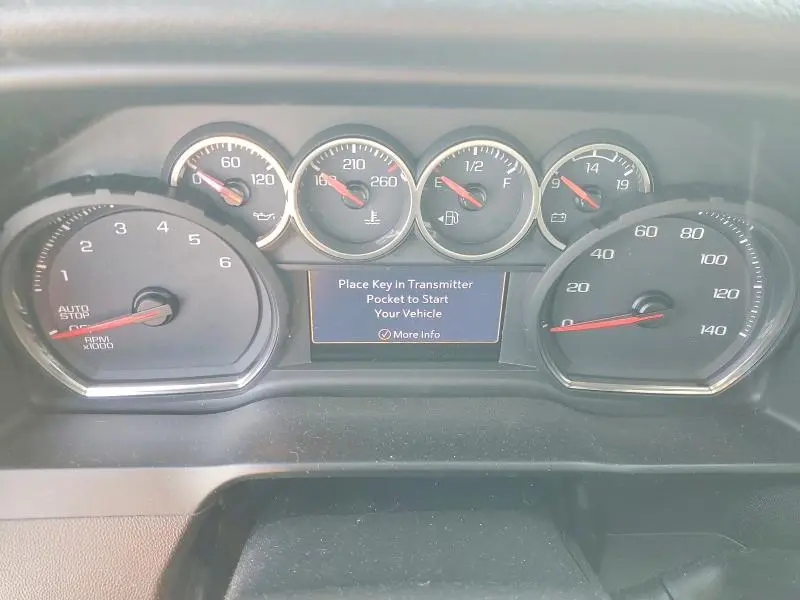 0 60 120
160 210 260
E 1/2 F
9 14 19
1 2 3 4 5 6
AUTO
STOP
RPM
x1000
Place Key in Transmitter
Pocket to Start
Your Vehicle
More Info
0 20 40 60 80 100 120 140